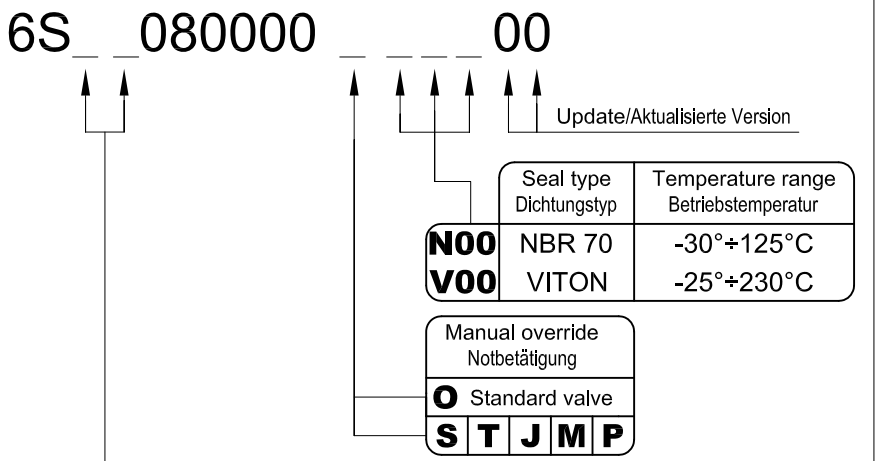 6S_ _080000 _ _ _ _00
Update/Aktualisierte Version
Seal type Temperature range
Dichtungstyp Betriebstemperatur
N00 NBR 70 -30°÷125°C
V00 VITON -25°÷230°C
Manual override
Notbetätigung
O Standard valve
S T J M P